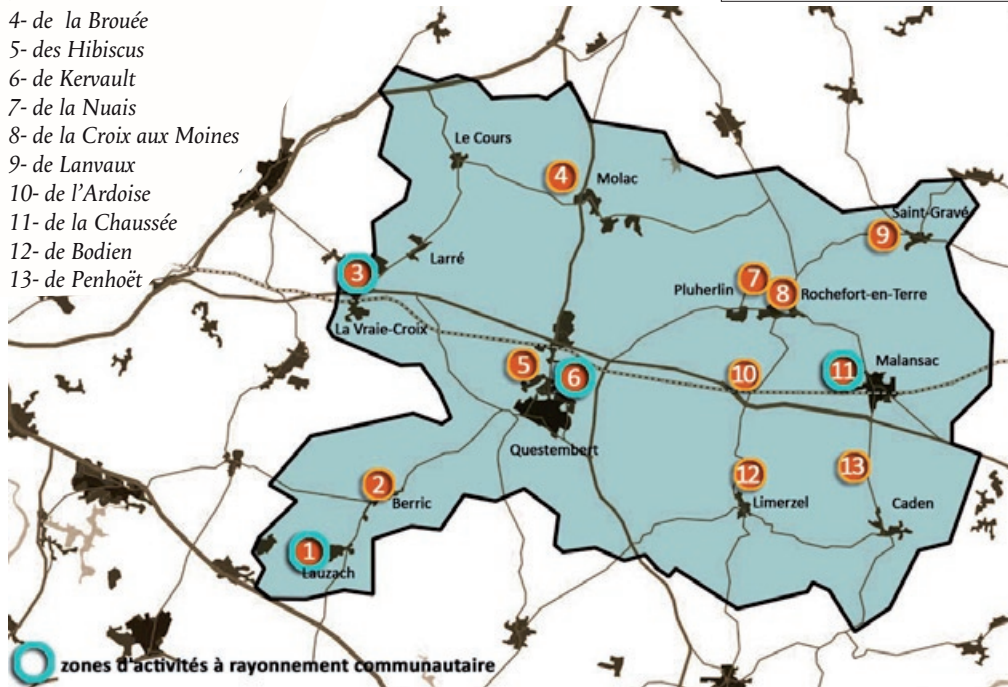 4- de la Brouée
5- des Hibiscus
6- de Kervault
7- de la Nuais
8- de la Croix aux Moines
9- de Lanvaux
10- de l'Ardoise
11- de la Chaussée
12- de Bodien
13- de Penhoët
Le Cours
4
Molac
Saint-Gravé
9
Larré
3
7
Pluherlin
8
Rochefort-en-Terre
La Vraie-Croix
5
6
10
11
Malansac
Questembert
2
Berric
12
Limerzel
13
Caden
1
Lauzach
zones d'activités à rayonnement communautaire